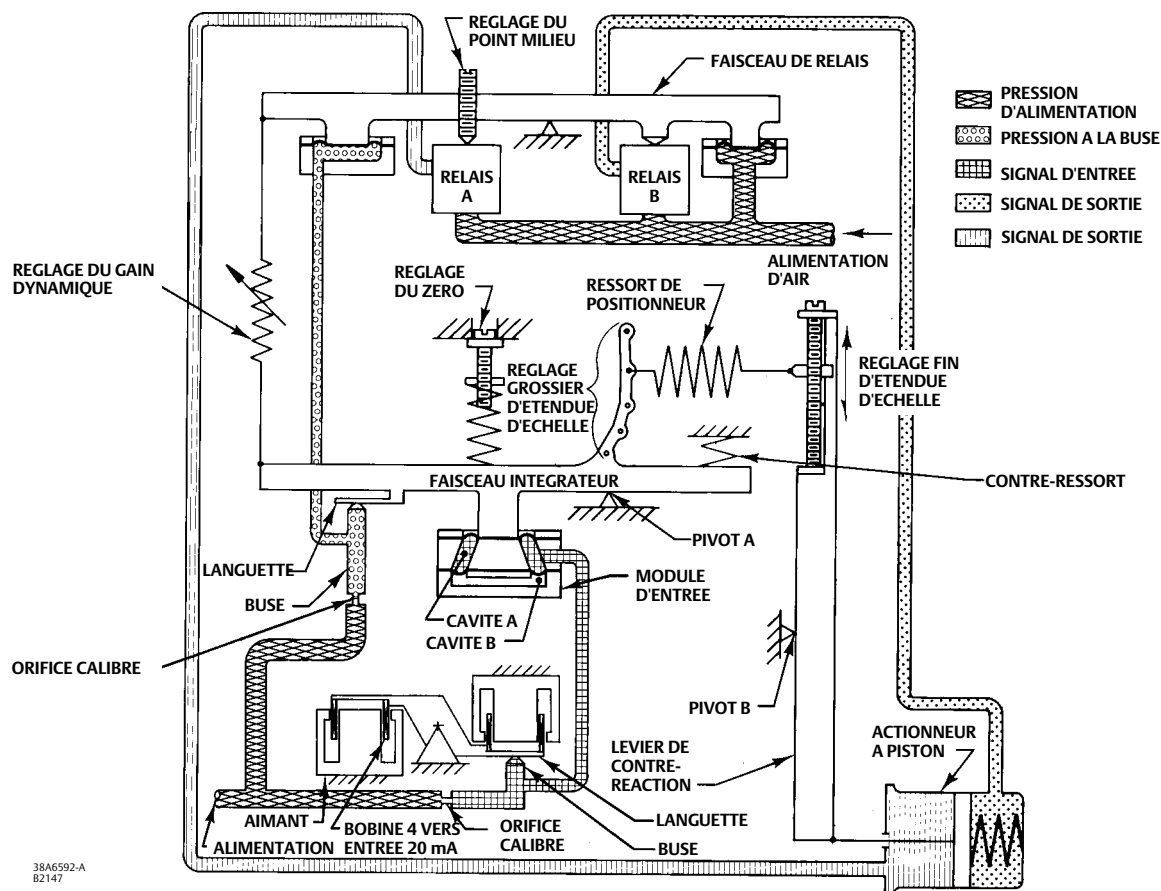 REGLAGE DU
POINT MILIEU
FAISCEAU DE RELAIS
PRESSION
D'ALIMENTATION
PRESSION A LA BUSE
SIGNAL D'ENTREE
SIGNAL DE SORTIE
SIGNAL DE SORTIE
RELAIS
A
RELAIS
B
ALIMENTATION
D'AIR
REGLAGE DU GAIN
DYNAMIQUE
REGLAGE
DU ZERO
RESSORT DE
POSITIONNEUR
REGLAGE
GROSSIER
D'ETENDUE
D'ECHELLE
REGLAGE FIN
D'ETENDUE
D'ECHELLE
FAISCEAU INTEGRATEUR
CONTRE-RESSORT
PIVOT A
LANGUETTE
BUSE
MODULE
D'ENTREE
CAVITE A
CAVITE B
ORIFICE CALIBRE
PIVOT B
ACTIONNEUR
A PISTON
LEVIER DE
CONTRE-
REACTION
AIMANT
ALIMENTATION
BOBINE 4 VERS
ENTREE 20 mA
ORIFICE
CALIBRE
LANGUETTE
BUSE
38A6592-A
B2147